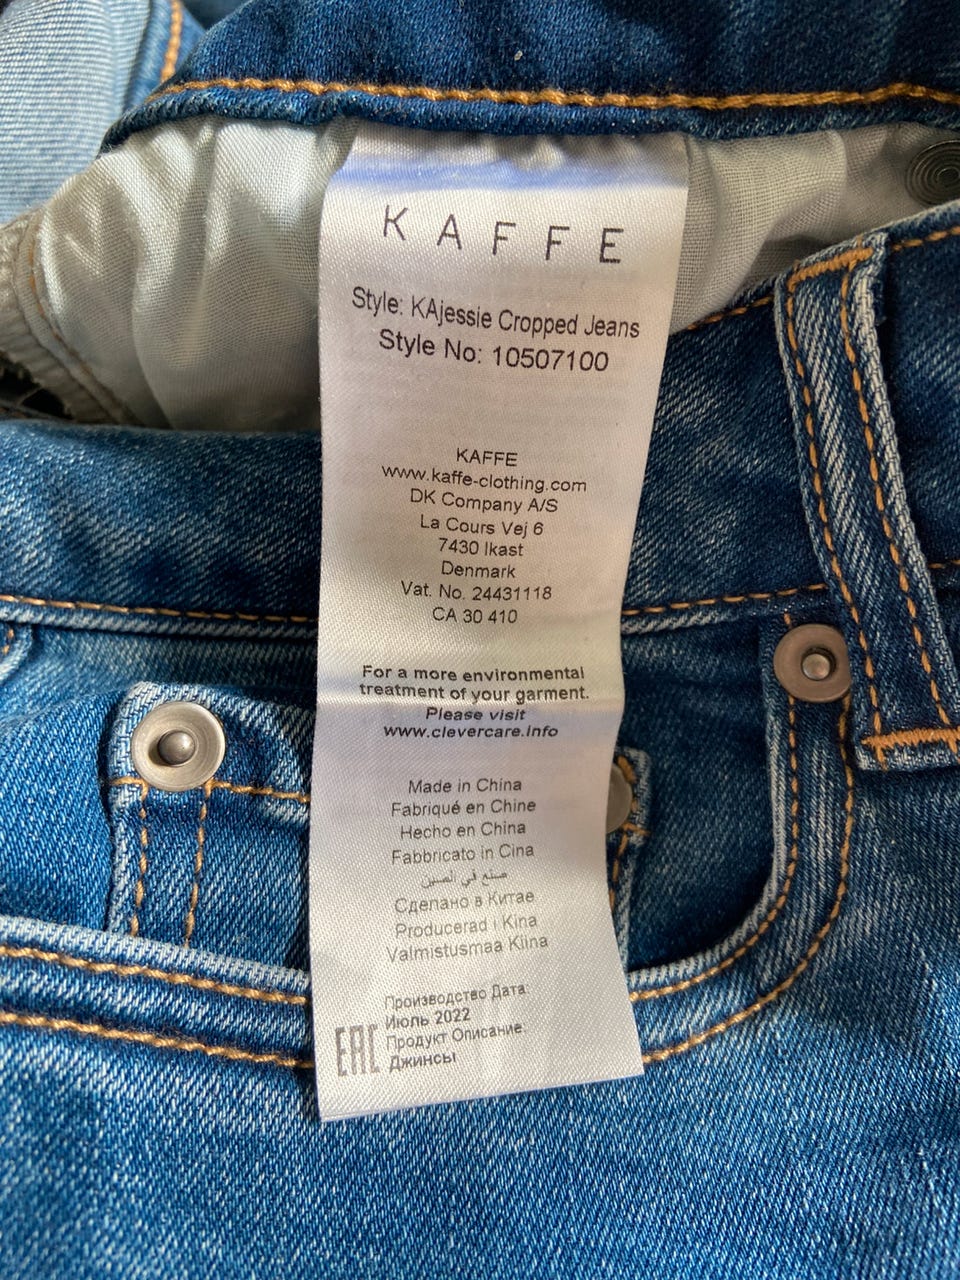 KAFFE
Style: KAjessie Cropped Jeans
Style No: 10507100
KAFFE
www.kaffe-clothing.com
DK Company A/S
La Cours Vej 6
7430 Ikast
Denmark
Vat. No. 24431118
CA 30 410
For a more environmental
treatment of your garment.
Please visit
www.clevercare.info
Made in China
Fabriqué en Chine
Hecho en China
Fabbricato in Cina
صنع في الصين
Сделано в Китае
Producerad i Kina
Valmistusmaa Kiina
Производство Дата:
Июль 2022
Продукт Описание:
Джинсы
EAC